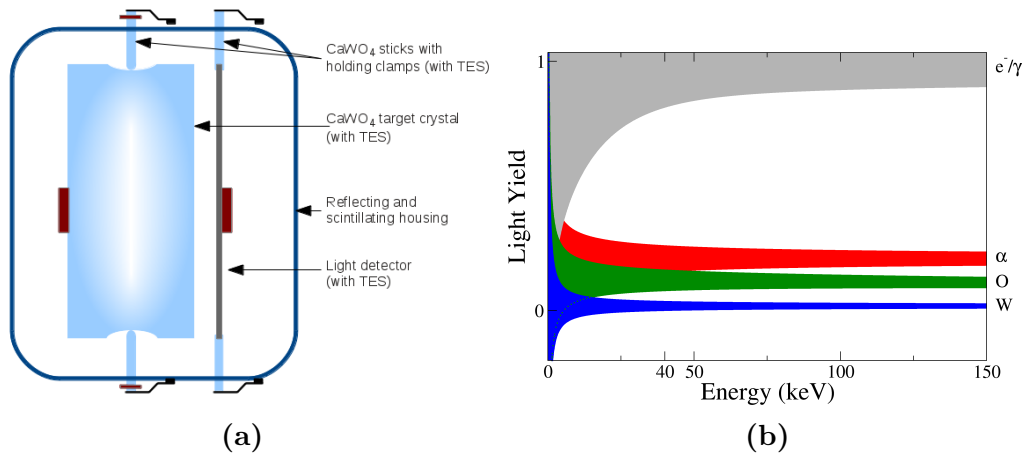 CaWO₄ sticks with
holding clamps (with TES)
CaWO₄ target crystal
(with TES)
Reflecting and
scintillating housing
Light detector
(with TES)
(a)
Light Yield
1
0
e⁻/γ
α
O
W
0
40
50
100
150
Energy (keV)
(b)